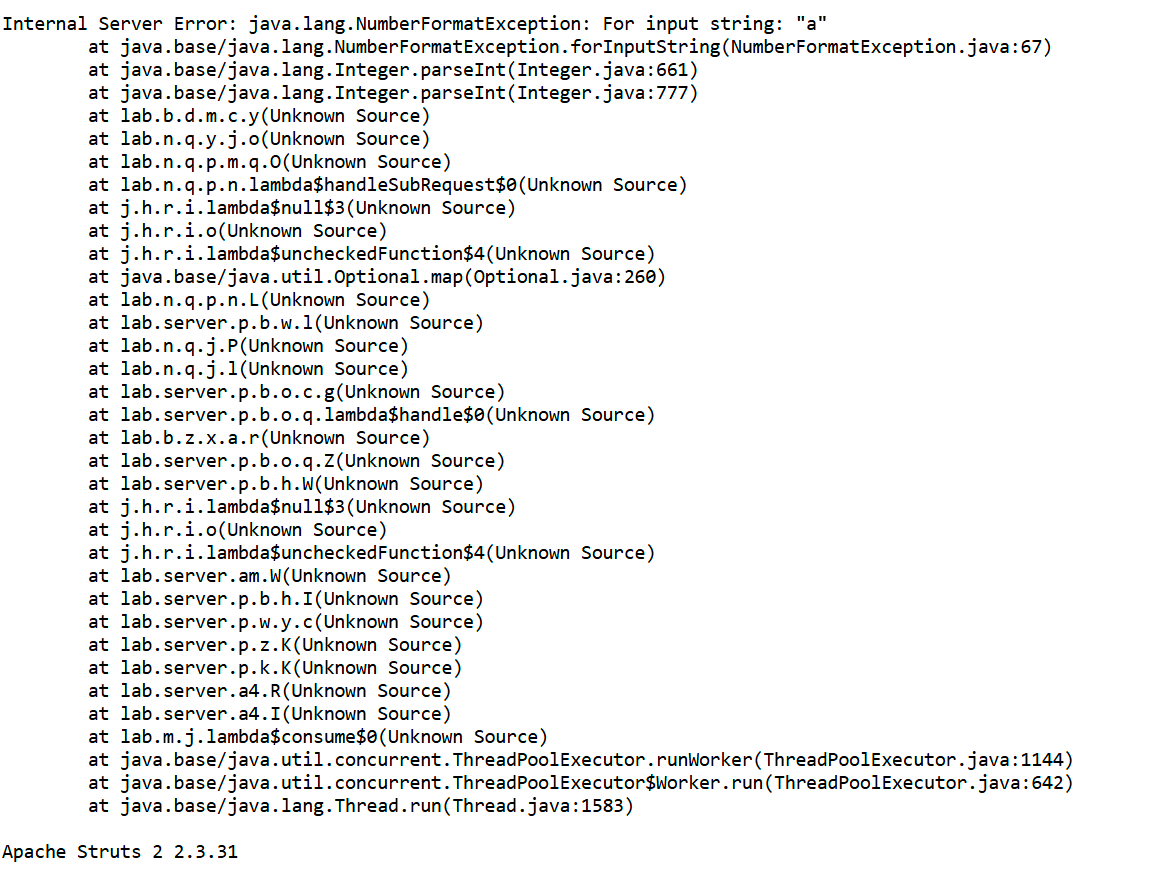 Internal Server Error: java.lang.NumberFormatException: For input string: "a"
at java.base/java.lang.NumberFormatException.forInputString(NumberFormatException.java:67)
at java.base/java.lang.Integer.parseInt(Integer.java:661)
at java.base/java.lang.Integer.parseInt(Integer.java:777)
at lab.b.d.m.c.y(Unknown Source)
at lab.n.q.y.j.o(Unknown Source)
at lab.n.q.p.m.q.O(Unknown Source)
at lab.n.q.p.n.lambda$handleSubRequest$0(Unknown Source)
at j.h.r.i.lambda$null$3(Unknown Source)
at j.h.r.i.o(Unknown Source)
at j.h.r.i.lambda$uncheckedFunction$4(Unknown Source)
at java.base/java.util.Optional.map(Optional.java:260)
at lab.n.q.p.n.L(Unknown Source)
at lab.server.p.b.w.l(Unknown Source)
at lab.n.q.j.P(Unknown Source)
at lab.n.q.j.l(Unknown Source)
at lab.server.p.b.o.c.g(Unknown Source)
at lab.server.p.b.o.q.lambda$handle$0(Unknown Source)
at lab.b.z.x.a.r(Unknown Source)
at lab.server.p.b.o.q.Z(Unknown Source)
at lab.server.p.b.h.W(Unknown Source)
at j.h.r.i.lambda$null$3(Unknown Source)
at j.h.r.i.o(Unknown Source)
at j.h.r.i.lambda$uncheckedFunction$4(Unknown Source)
at lab.server.am.W(Unknown Source)
at lab.server.p.b.h.I(Unknown Source)
at lab.server.p.w.y.c(Unknown Source)
at lab.server.p.z.K(Unknown Source)
at lab.server.p.k.K(Unknown Source)
at lab.server.a4.R(Unknown Source)
at lab.server.a4.I(Unknown Source)
at lab.m.j.lambda$consume$0(Unknown Source)
at java.base/java.util.concurrent.ThreadPoolExecutor.runWorker(ThreadPoolExecutor.java:1144)
at java.base/java.util.concurrent.ThreadPoolExecutor$Worker.run(ThreadPoolExecutor.java:642)
at java.base/java.lang.Thread.run(Thread.java:1583)
Apache Struts 2 2.3.31